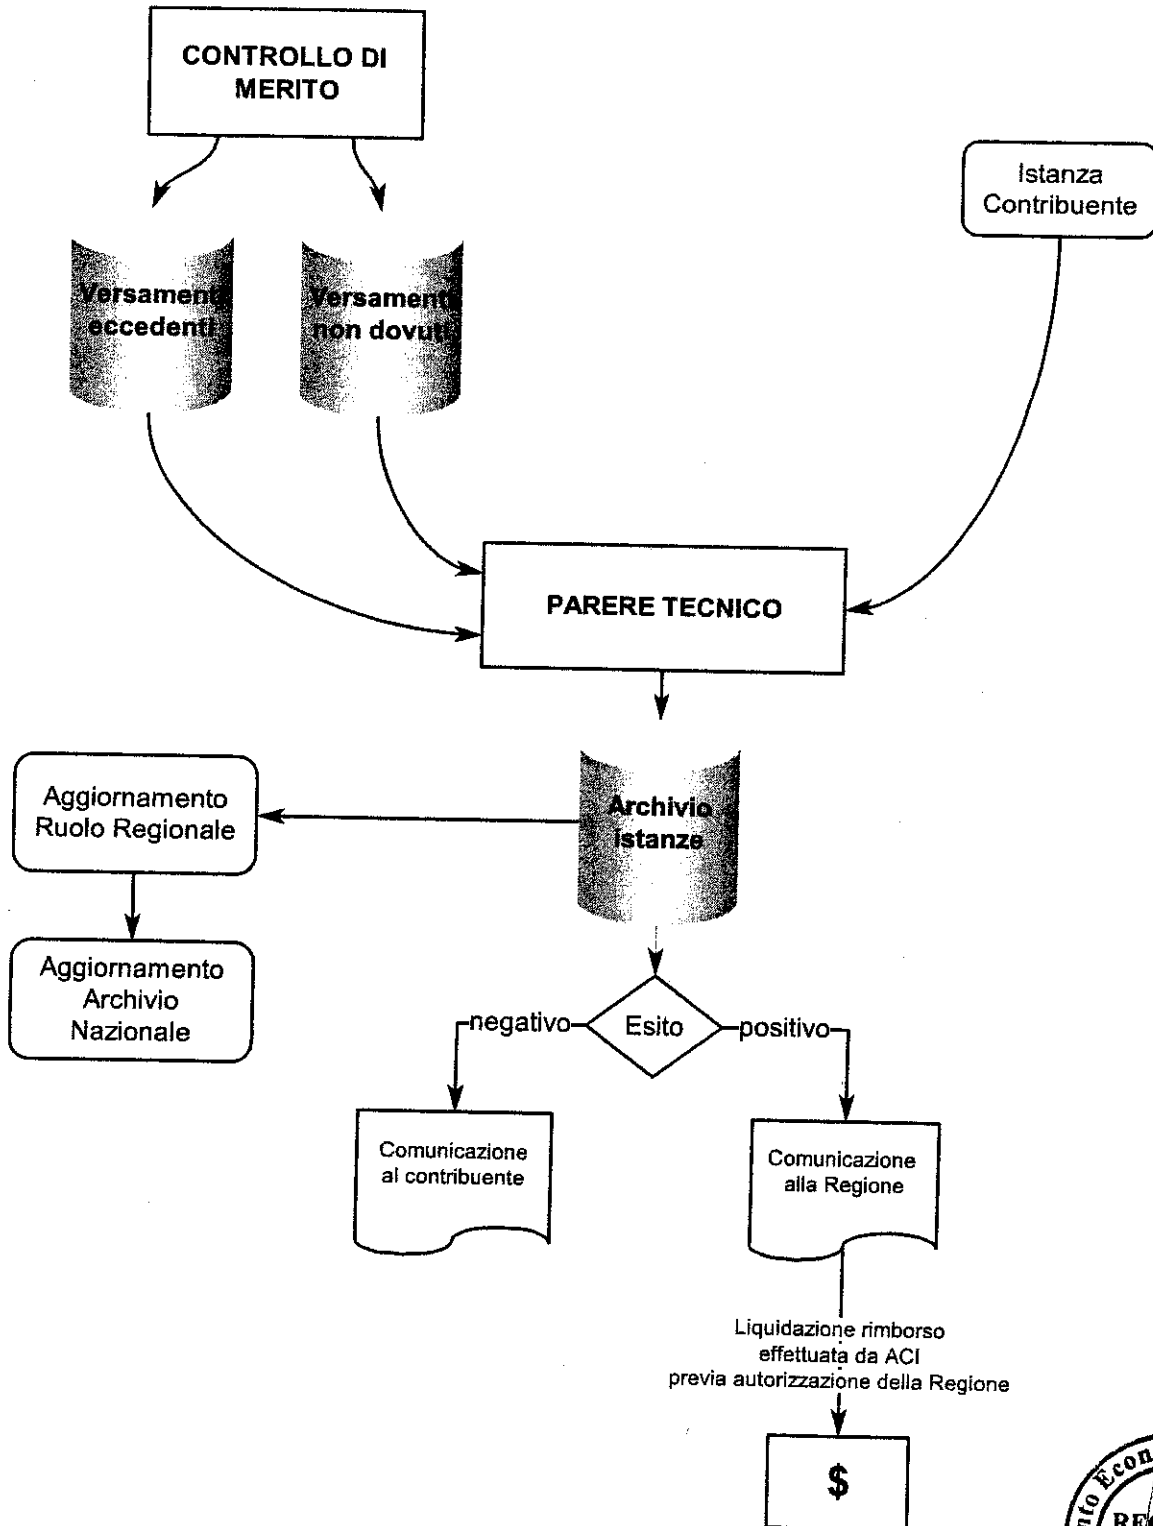 CONTROLLO DI
MERITO
Istanza
Contribuente
Versamenti
eccedenti
Versamenti
non dovuti
PARERE TECNICO
Aggiornamento
Ruolo Regionale
Archivio
istanze
Aggiornamento
Archivio
Nazionale
negativo
Esito
positivo
Comunicazione
al contribuente
Comunicazione
alla Regione
Liquidazione rimborso
effettuata da ACI
previa autorizzazione della Regione
$